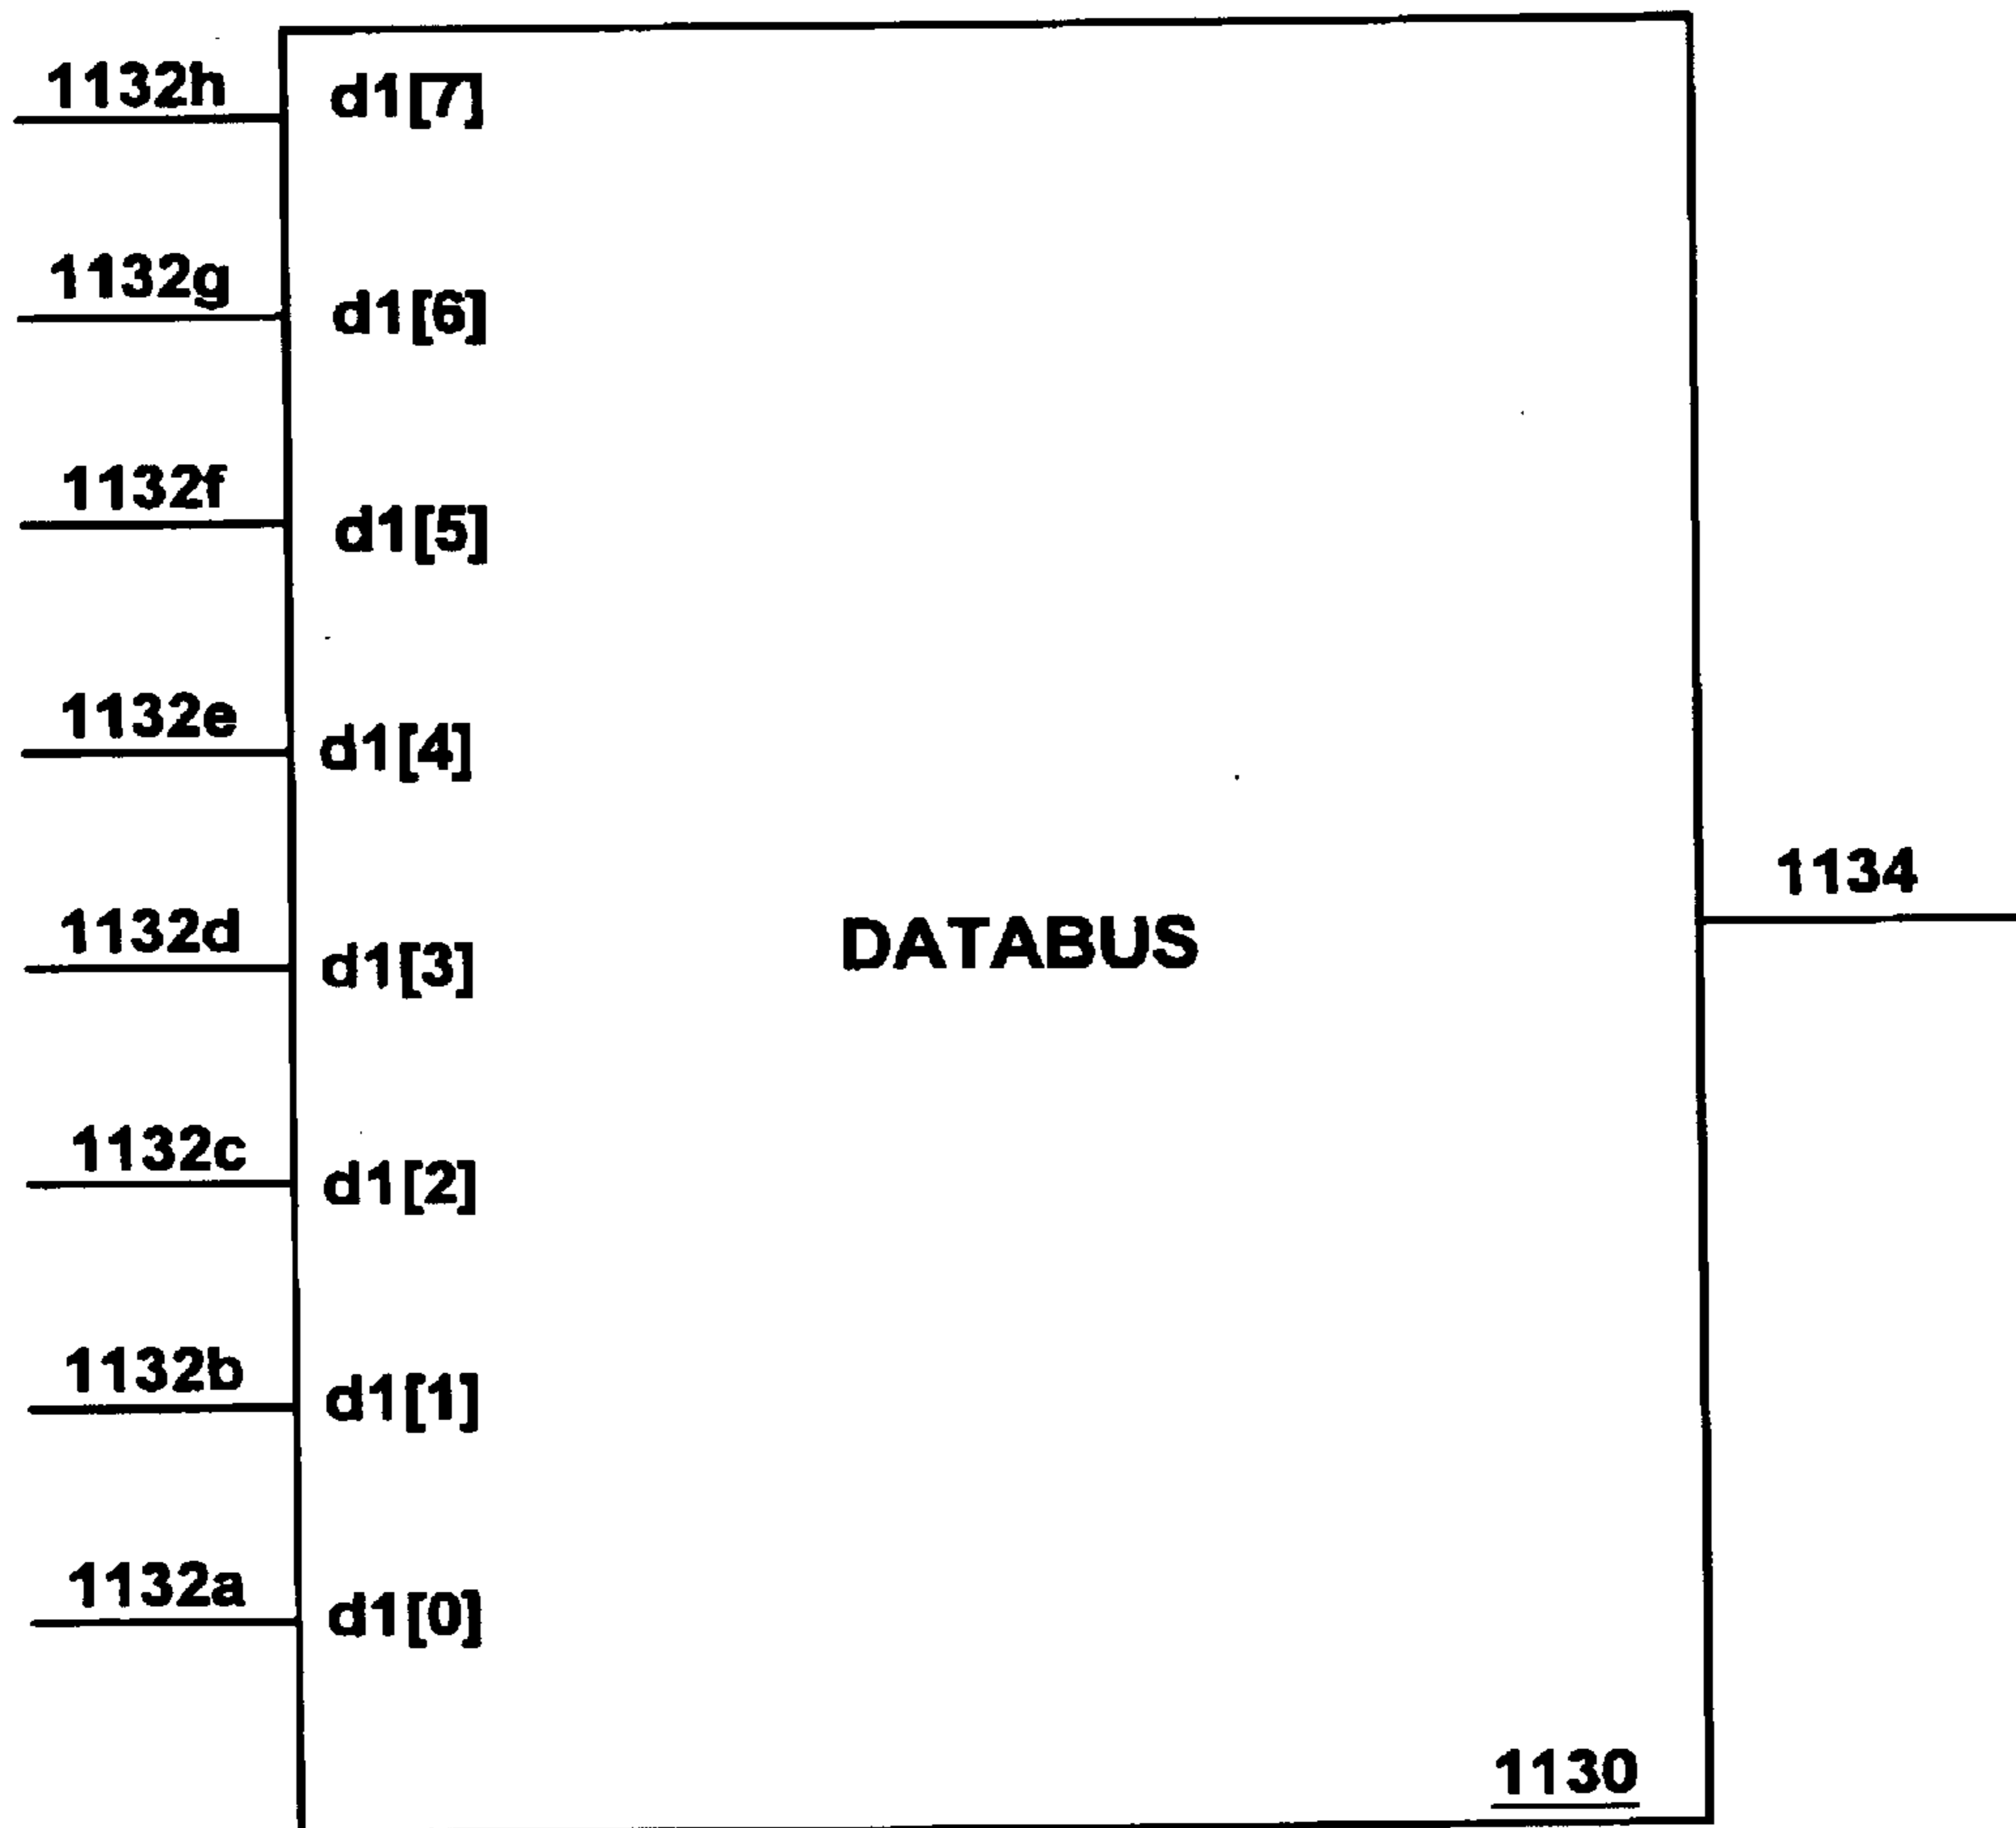 1132h
d1[7]
1132g
d1[6]
1132f
d1[5]
1132e
d1[4]
1134
1132d
d1[3]
DATABUS
1132c
d1[2]
1132b
d1[1]
1132a
d1[0]
1130